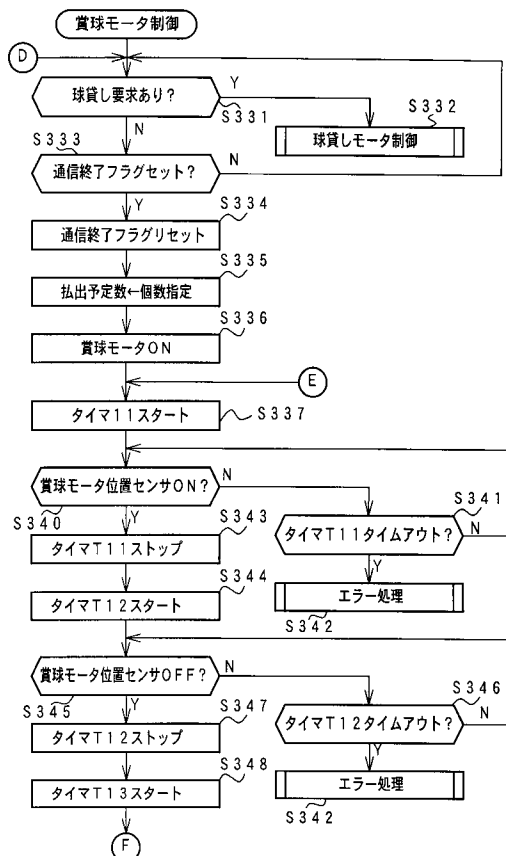 賞球モータ制御
D
球貸し要求あり?
Y
S331
N
S332
球貸しモータ制御
S333
通信終了フラグセット?
N
Y
S334
通信終了フラグリセット
S335
払出予定数←個数指定
S336
賞球モータON
E
タイマ11スタート
S337
賞球モータ位置センサON?
N
S340
Y
S341
タイマT11タイムアウト?
N
Y
S343
タイマT11ストップ
エラー処理
S342
S344
タイマT12スタート
賞球モータ位置センサOFF?
N
S345
Y
S346
タイマT12タイムアウト?
N
Y
S347
タイマT12ストップ
エラー処理
S342
S348
タイマT13スタート
F